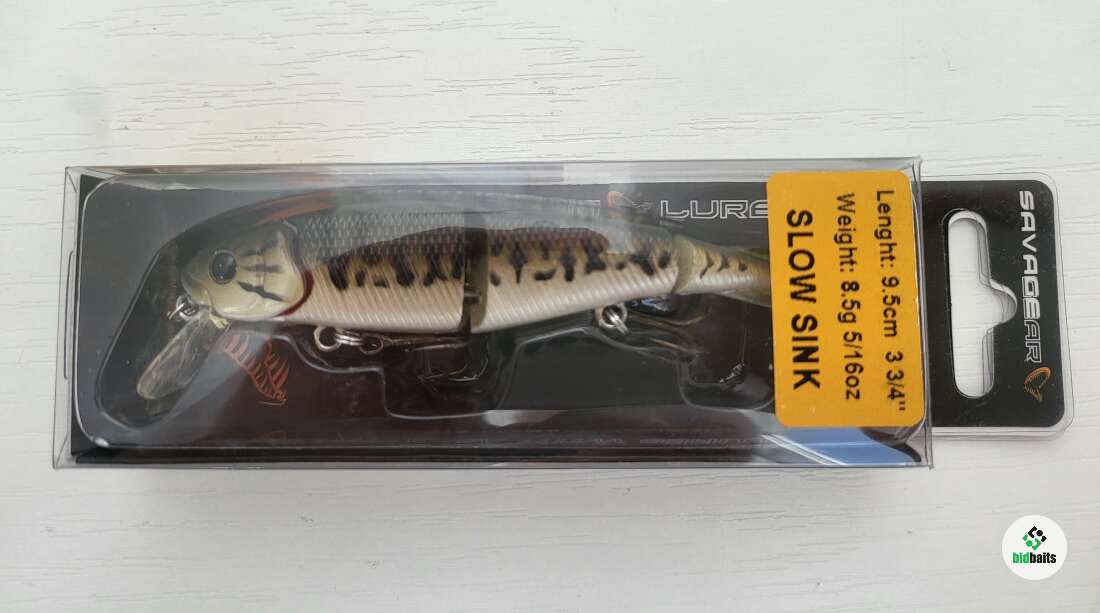 LURE
Lenght: 9.5cm 3 3/4"
Weight: 8.5g 5/16oz
SLOW SINK
SAVAGEAR
bidbaits